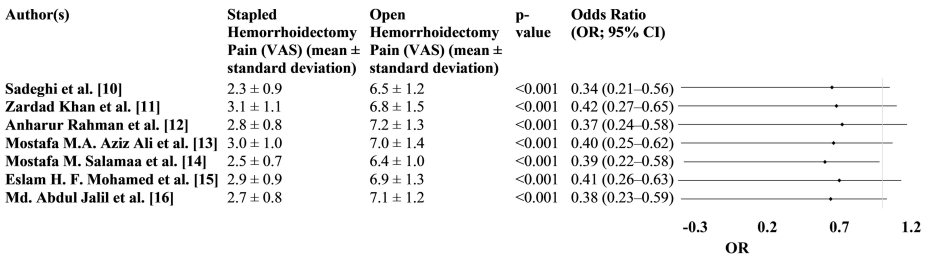 Author(s) Stapled Open p- Odds Ratio
Hemorrhoidectomy Hemorrhoidectomy value (OR; 95% CI)
Pain (VAS) (mean ± Pain (VAS) (mean ±
standard deviation) standard deviation)
Sadeghi et al. [10] 2.3 ± 0.9 6.5 ± 1.2 <0.001 0.34 (0.21–0.56)
Zardad Khan et al. [11] 3.1 ± 1.1 6.8 ± 1.5 <0.001 0.42 (0.27–0.65)
Anharur Rahman et al. [12] 2.8 ± 0.8 7.2 ± 1.3 <0.001 0.37 (0.24–0.58)
Mostafa M.A. Aziz Ali et al. [13] 3.0 ± 1.0 7.0 ± 1.4 <0.001 0.40 (0.25–0.62)
Mostafa M. Salamaa et al. [14] 2.5 ± 0.7 6.4 ± 1.0 <0.001 0.39 (0.22–0.58)
Eslam H. F. Mohamed et al. [15] 2.9 ± 0.9 6.9 ± 1.3 <0.001 0.41 (0.26–0.63)
Md. Abdul Jalil et al. [16] 2.7 ± 0.8 7.1 ± 1.2 <0.001 0.38 (0.23–0.59)
-0.3 0.2 0.7 1.2
OR